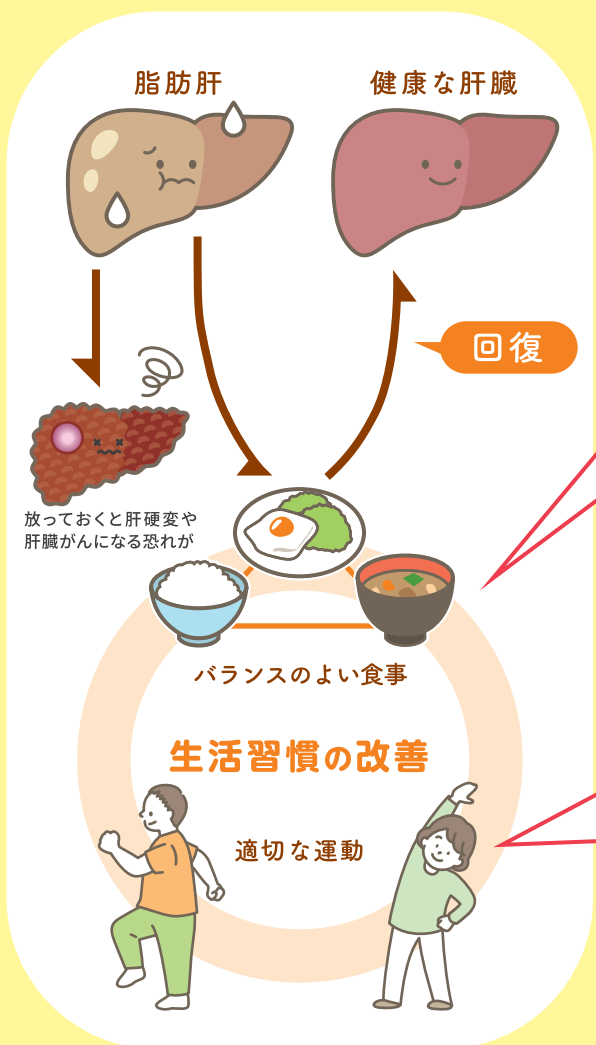 脂肪肝
健康な肝臓
回復
放っておくと肝硬変や
肝臓がんになる恐れが
バランスのよい食事
生活習慣の改善
適切な運動